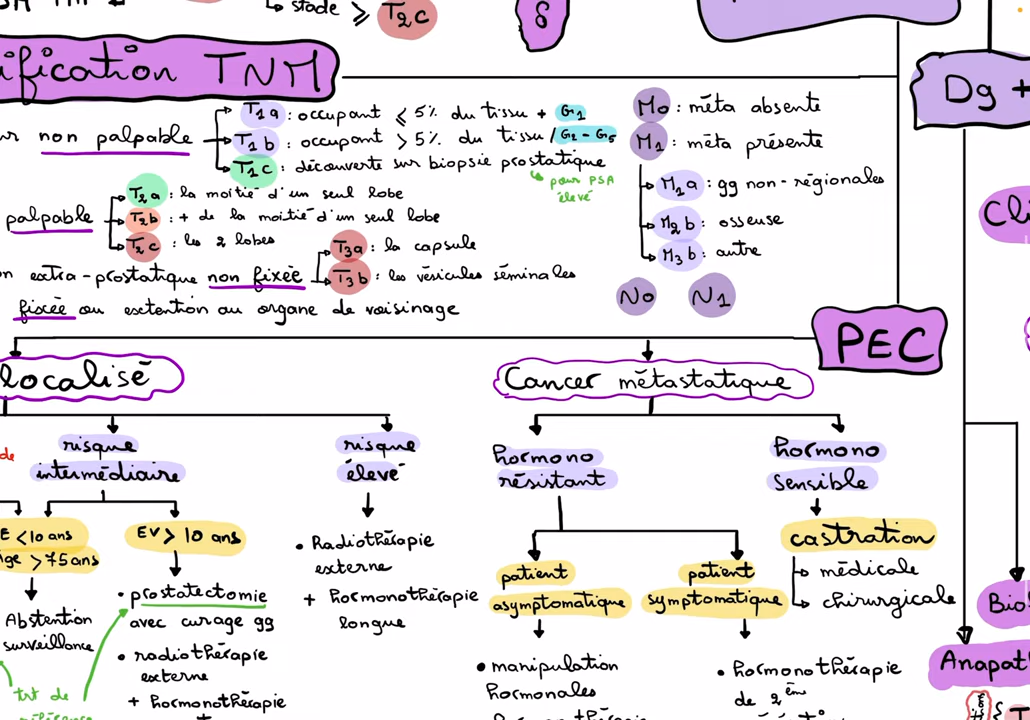 ↳ stade ≥ T2c
δ
ification TNM
Dg +
non palpable
T1a : occupant ≤ 5% du tissu + G1
T1b : occupant > 5% du tissu / G2 - G5
T1c : découverte sur biopsie prostatique
↳ pour PSA
élevé
palpable
T2a : la moitié d'un seul lobe
T2b : + de la moitié d'un seul lobe
T2c : les 2 lobes
extra-prostatique non fixée
T3a : la capsule
T3b : les vésicules séminales
fixée ou extention au organe de voisinage
M0 : méta absente
M1 : méta présente
M1a : gg non-régionales
M2b : osseuse
M3b : autre
N0 N1
PEC
localisé
Cancer métastatique
de
risque
intermédiaire
risque
élevé
hormono
résistant
hormono
sensible
< 10 ans
> 75 ans
EV > 10 ans
• Radiothérapie
externe
+ hormonothérapie
longue
patient
asymptomatique
patient
symptomatique
castration
→ médicale
→ chirurgicale
Abstention
surveillance
• prostatectomie
avec curage gg
• radiothérapie
externe
+ hormonothérapie
trt de
référence
• manipulation
hormonales
• hormonothérapie
de 2ème
Anapath